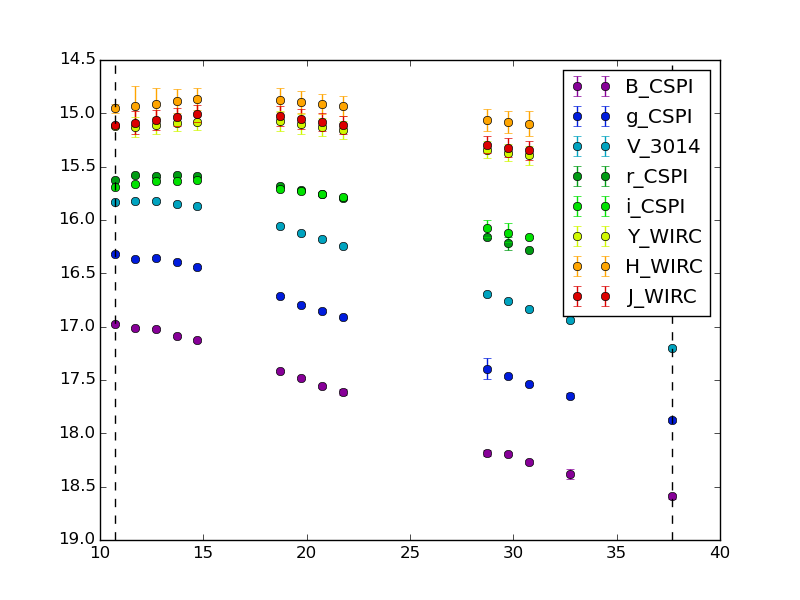 14.5
15.0
15.5
16.0
16.5
17.0
17.5
18.0
18.5
19.0
10 15 20 25 30 35 40
B_CSPI
g_CSPI
V_3014
r_CSPI
i_CSPI
Y_WIRC
H_WIRC
J_WIRC